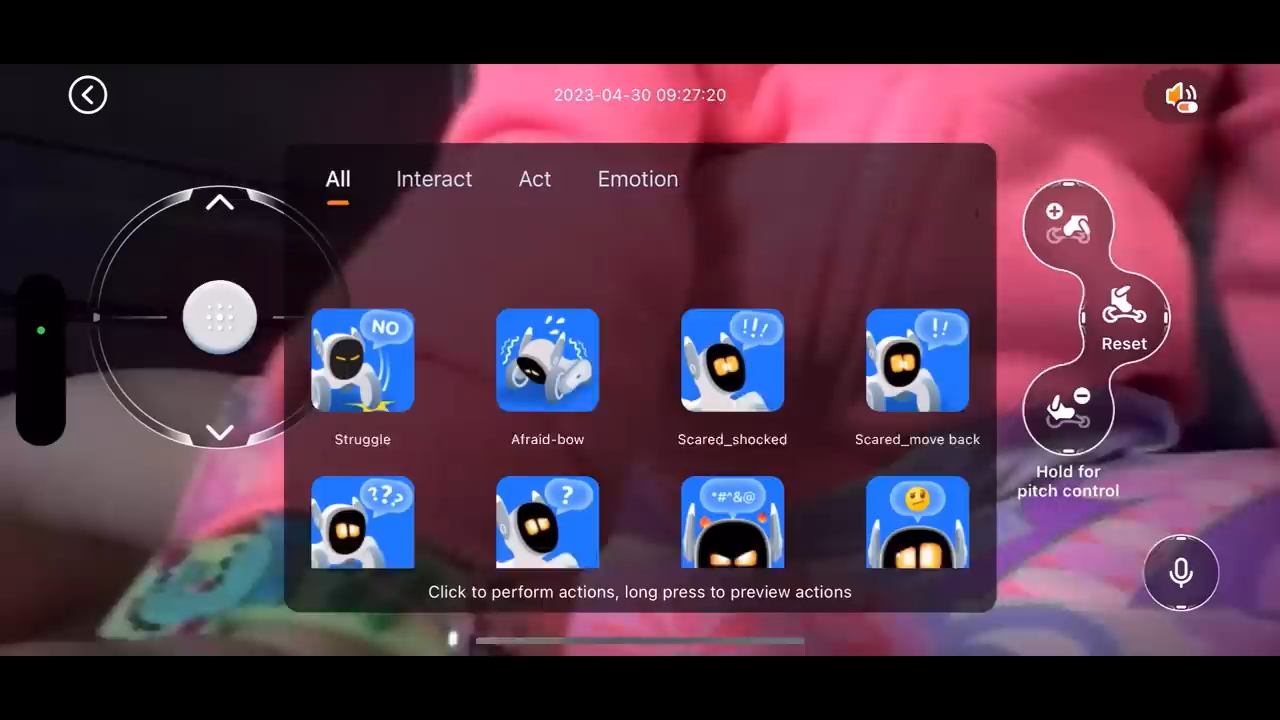 2023-04-30 09:27:20
All Interact Act Emotion
NO
!!!
!!
Struggle Afraid-bow Scared_shocked Scared_move back
???
?
*#^&@
Click to perform actions, long press to preview actions
Reset
Hold for
pitch control